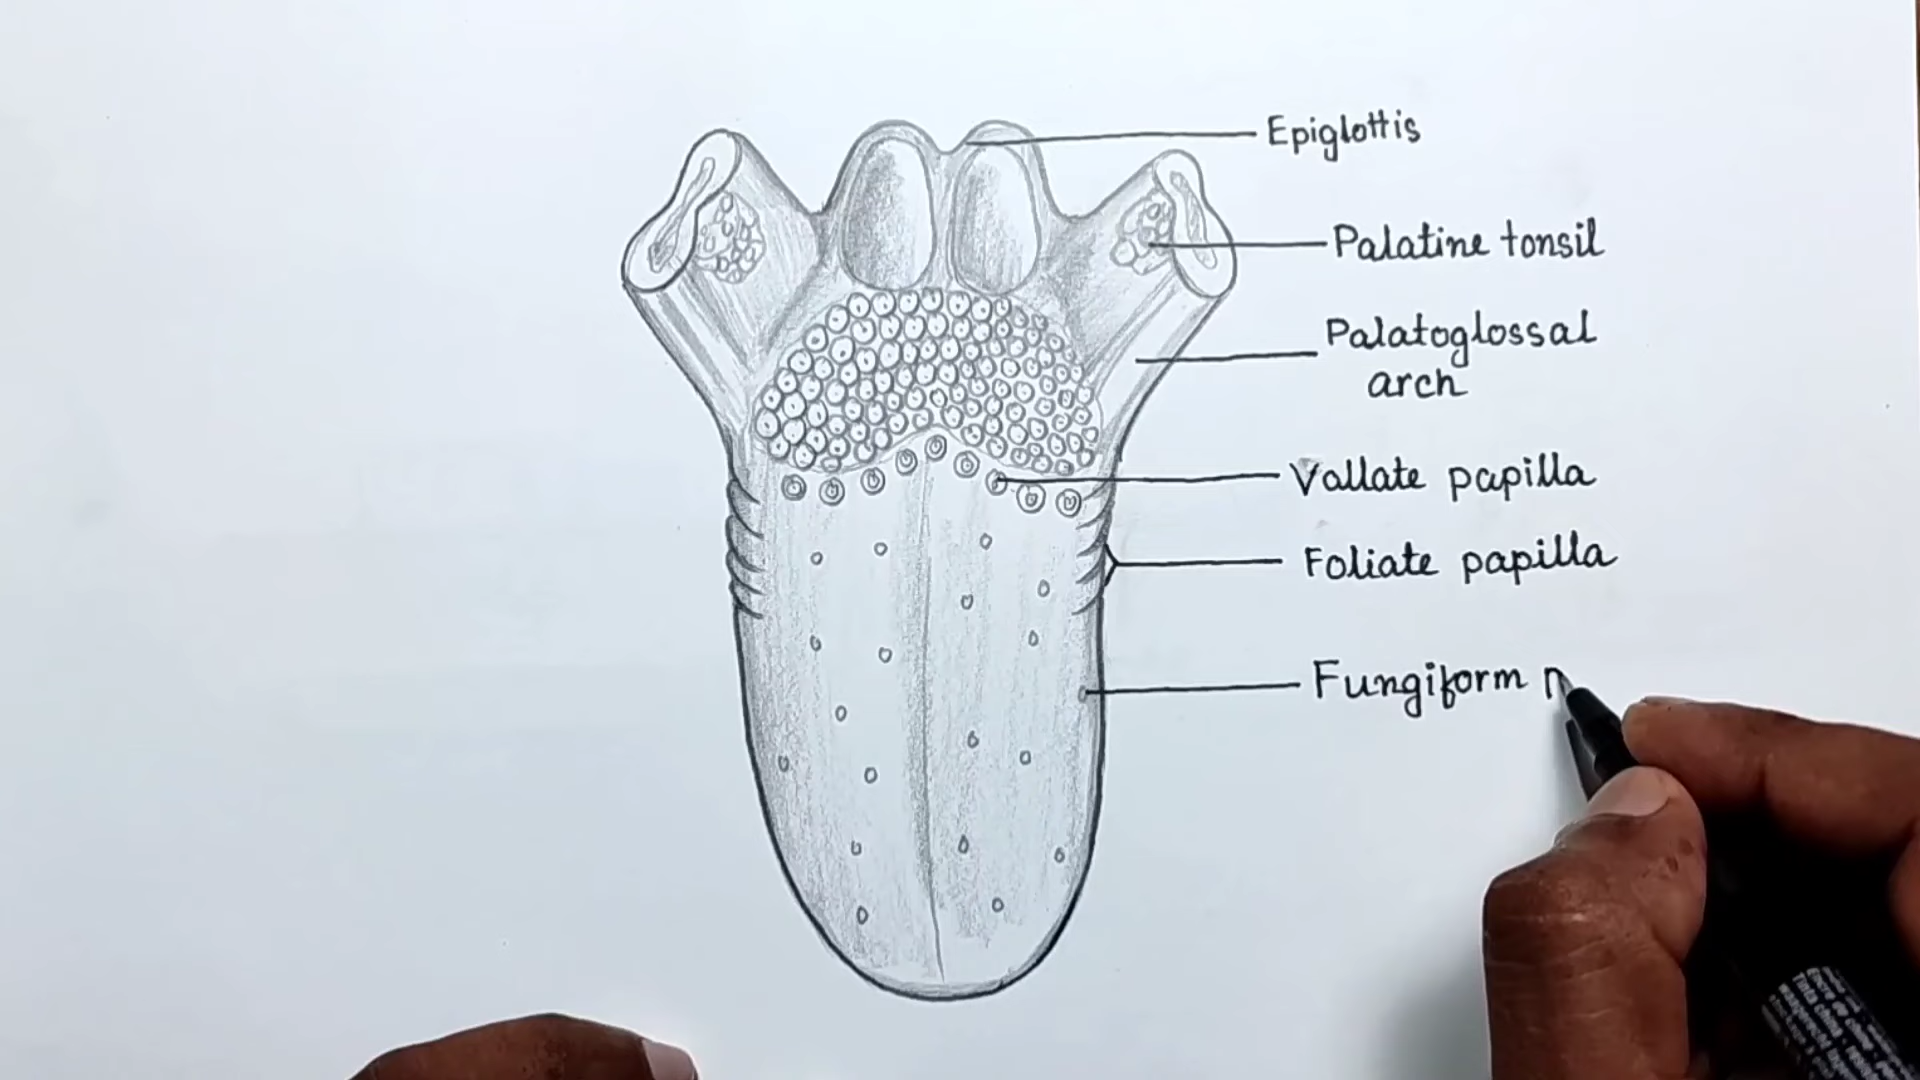 Epiglottis
Palatine tonsil
Palatoglossal
arch
Vallate papilla
Foliate papilla
Fungiform p